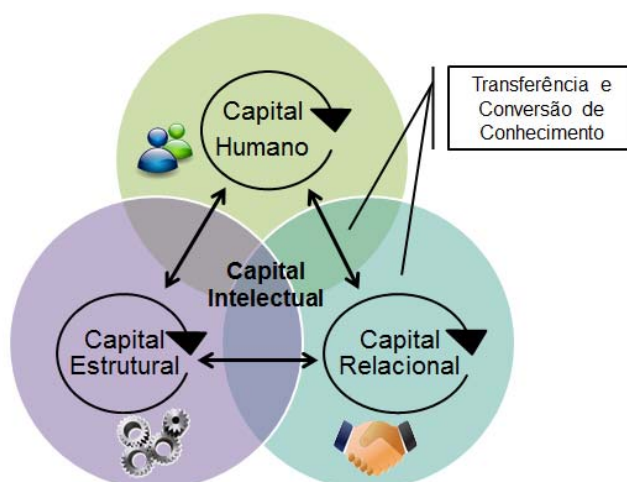 Capital
Humano
Transferência e
Conversão de
Conhecimento
Capital
Intelectual
Capital
Estrutural
Capital
Relacional